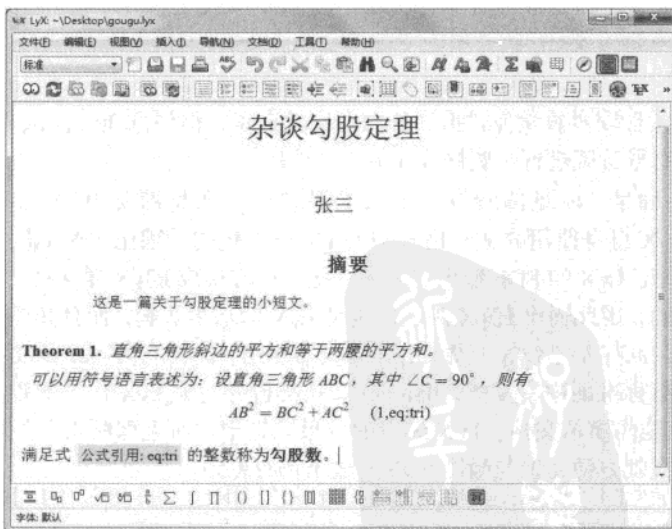 LyX: ~\Desktop\gougu.lyx
文件(F) 编辑(E) 视图(V) 插入(I) 导航(N) 文档(D) 工具(T) 帮助(H)
标准
杂谈勾股定理
张三
摘要
这是一篇关于勾股定理的小短文。
Theorem 1. 直角三角形斜边的平方和等于两腰的平方和。
可以用符号语言表述为：设直角三角形 ABC，其中 ∠C = 90°，则有
AB² = BC² + AC² (1,eq:tri)
满足式 公式引用: eq:tri 的整数称为勾股数。
字体: 默认